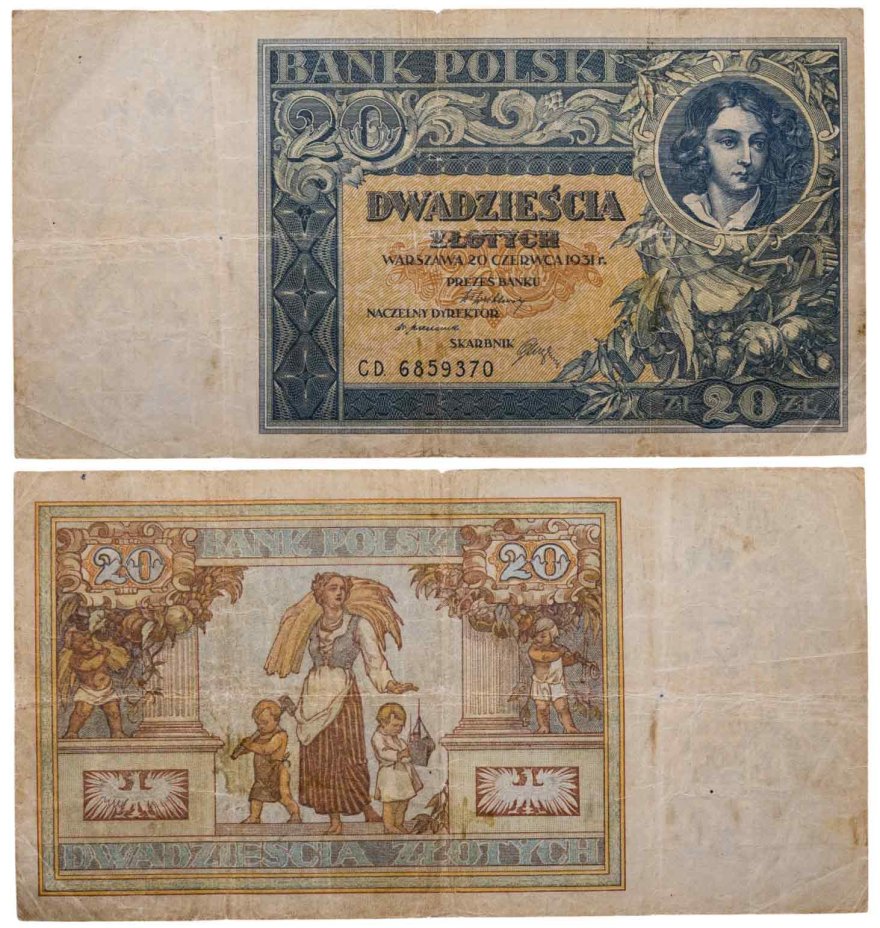 BANK POLSKI
20
DWADZIEŚCIA
ZŁOTYCH
WARSZAWA 20 CZERWCA 1931 r.
PREZES BANKU
NACZELNY DYREKTOR
SKARBNIK
CD. 6859370
ZŁ 20 ZŁ
20 BANK POLSKI 20
DWADZIEŚCIA ZŁOTYCH